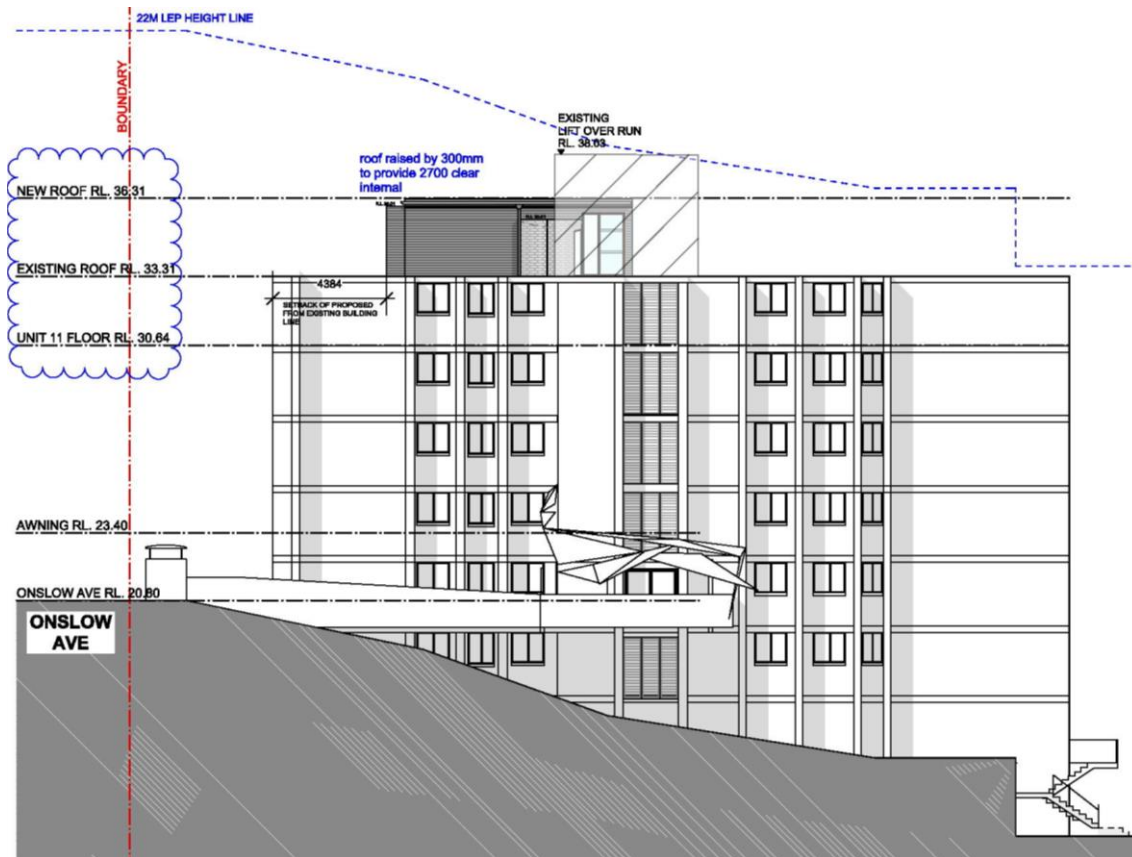 22M LEP HEIGHT LINE
BOUNDARY
EXISTING
LIFT OVER RUN
RL. 38.03
roof raised by 300mm
to provide 2700 clear
internal
NEW ROOF RL. 36.31
EXISTING ROOF RL. 33.31
4384
SETBACK OF PROPOSED
FROM EXISTING BUILDING
LINE
UNIT 11 FLOOR RL. 30.64
AWNING RL. 23.40
ONSLOW AVE RL. 20.80
ONSLOW
AVE